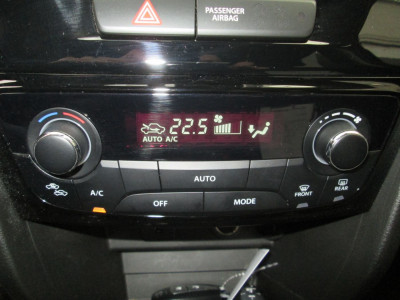 PASSENGER
AIRBAG
22.5
AUTO A/C
AUTO
A/C
OFF
MODE
FRONT
REAR